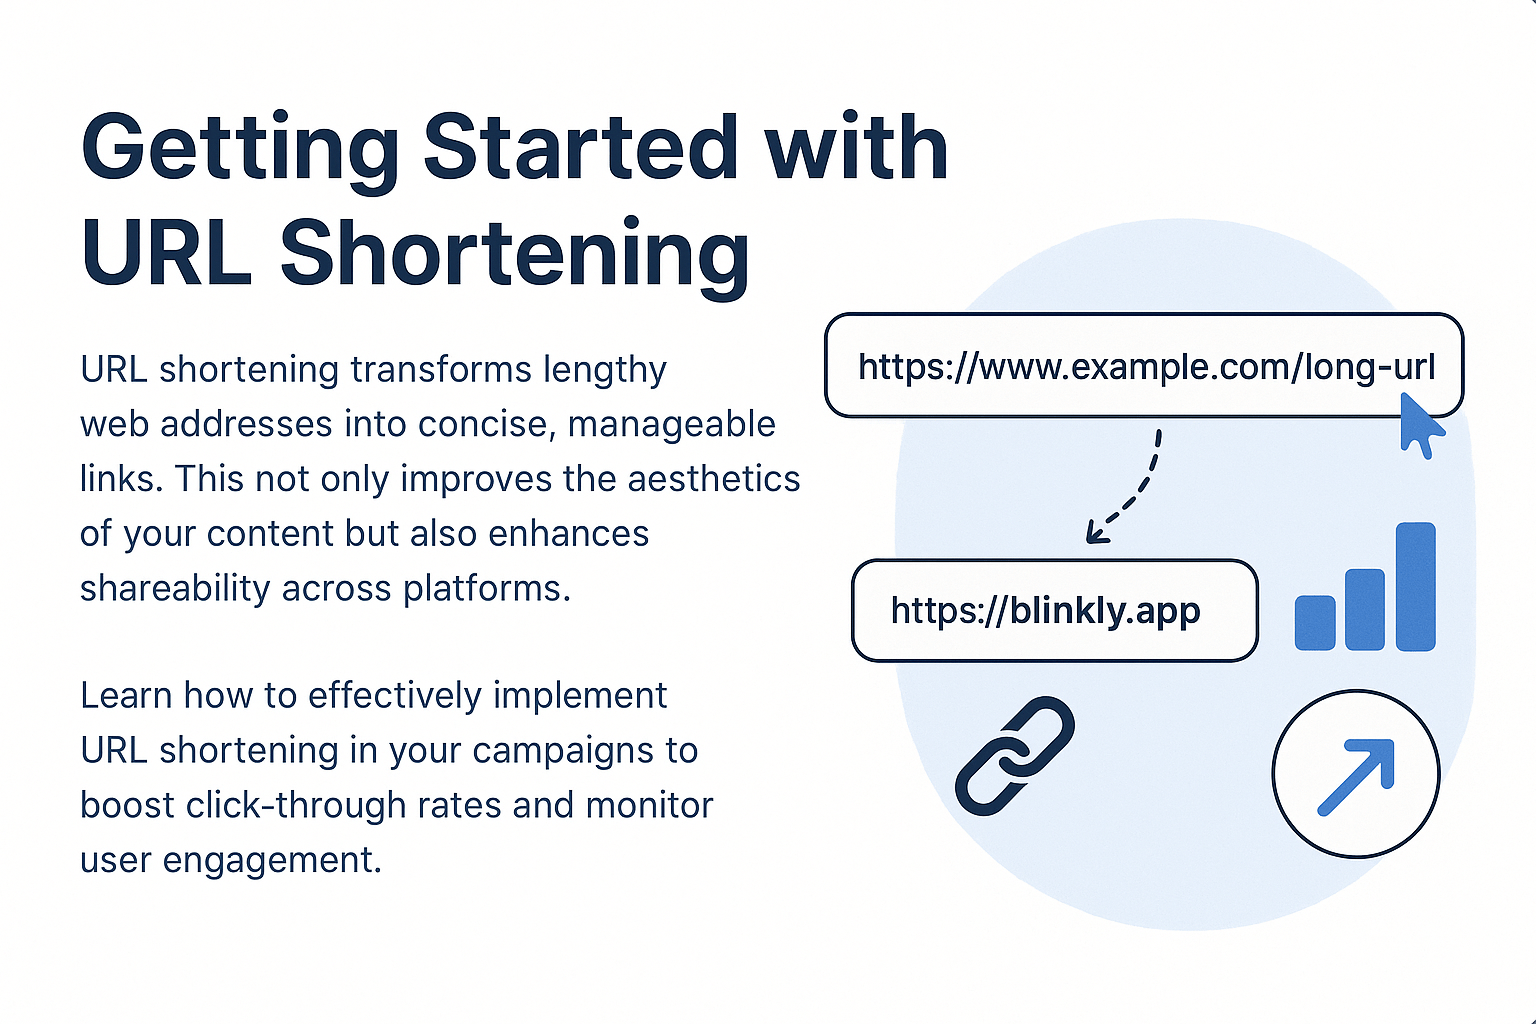 Getting Started with
URL Shortening
URL shortening transforms lengthy
web addresses into concise, manageable
links. This not only improves the aesthetics
of your content but also enhances
shareability across platforms.
Learn how to effectively implement
URL shortening in your campaigns to
boost click-through rates and monitor
user engagement.
https://www.example.com/long-url
https://blinkly.app